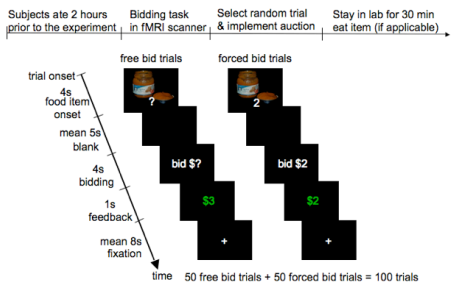 Subjects ate 2 hours
prior to the experiment
Bidding task
in fMRI scanner
Select random trial
& implement auction
Stay in lab for 30 min
eat item (if applicable)
free bid trials
forced bid trials
trial onset
4s
food item
onset
mean 5s
blank
4s
bidding
1s
feedback
mean 8s
fixation
time
?
bid $?
$3
+
2
bid $2
$2
+
50 free bid trials + 50 forced bid trials = 100 trials